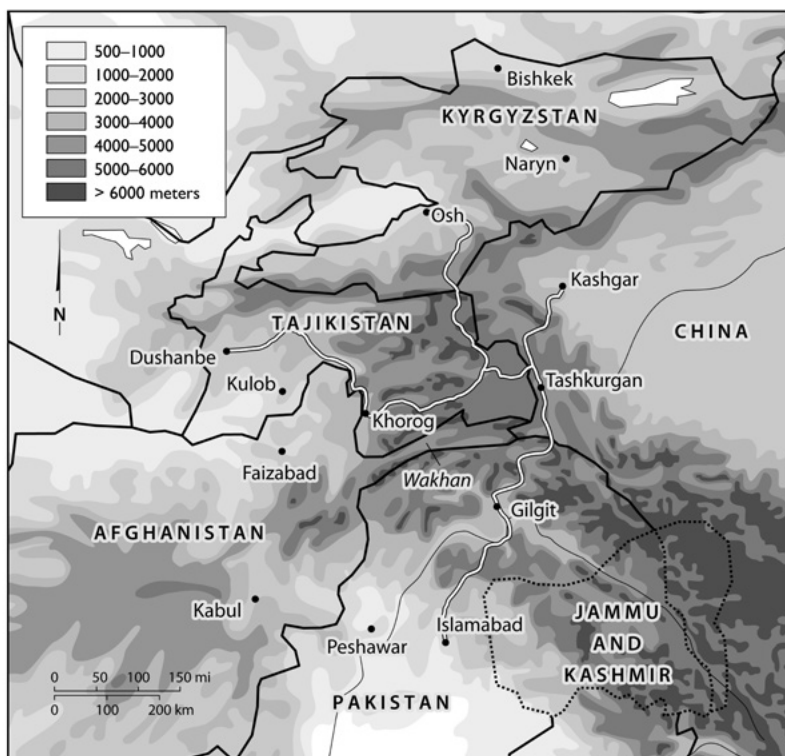 500–1000
1000–2000
2000–3000
3000–4000
4000–5000
5000–6000
> 6000 meters
N
Bishkek
KYRGYZSTAN
Naryn
Osh
Kashgar
TAJIKISTAN
CHINA
Dushanbe
Kulob
Tashkurgan
Khorog
Faizabad
Wakhan
Gilgit
AFGHANISTAN
Kabul
Islamabad
JAMMU
AND
KASHMIR
Peshawar
PAKISTAN
0 50 100 150 mi
0 100 200 km